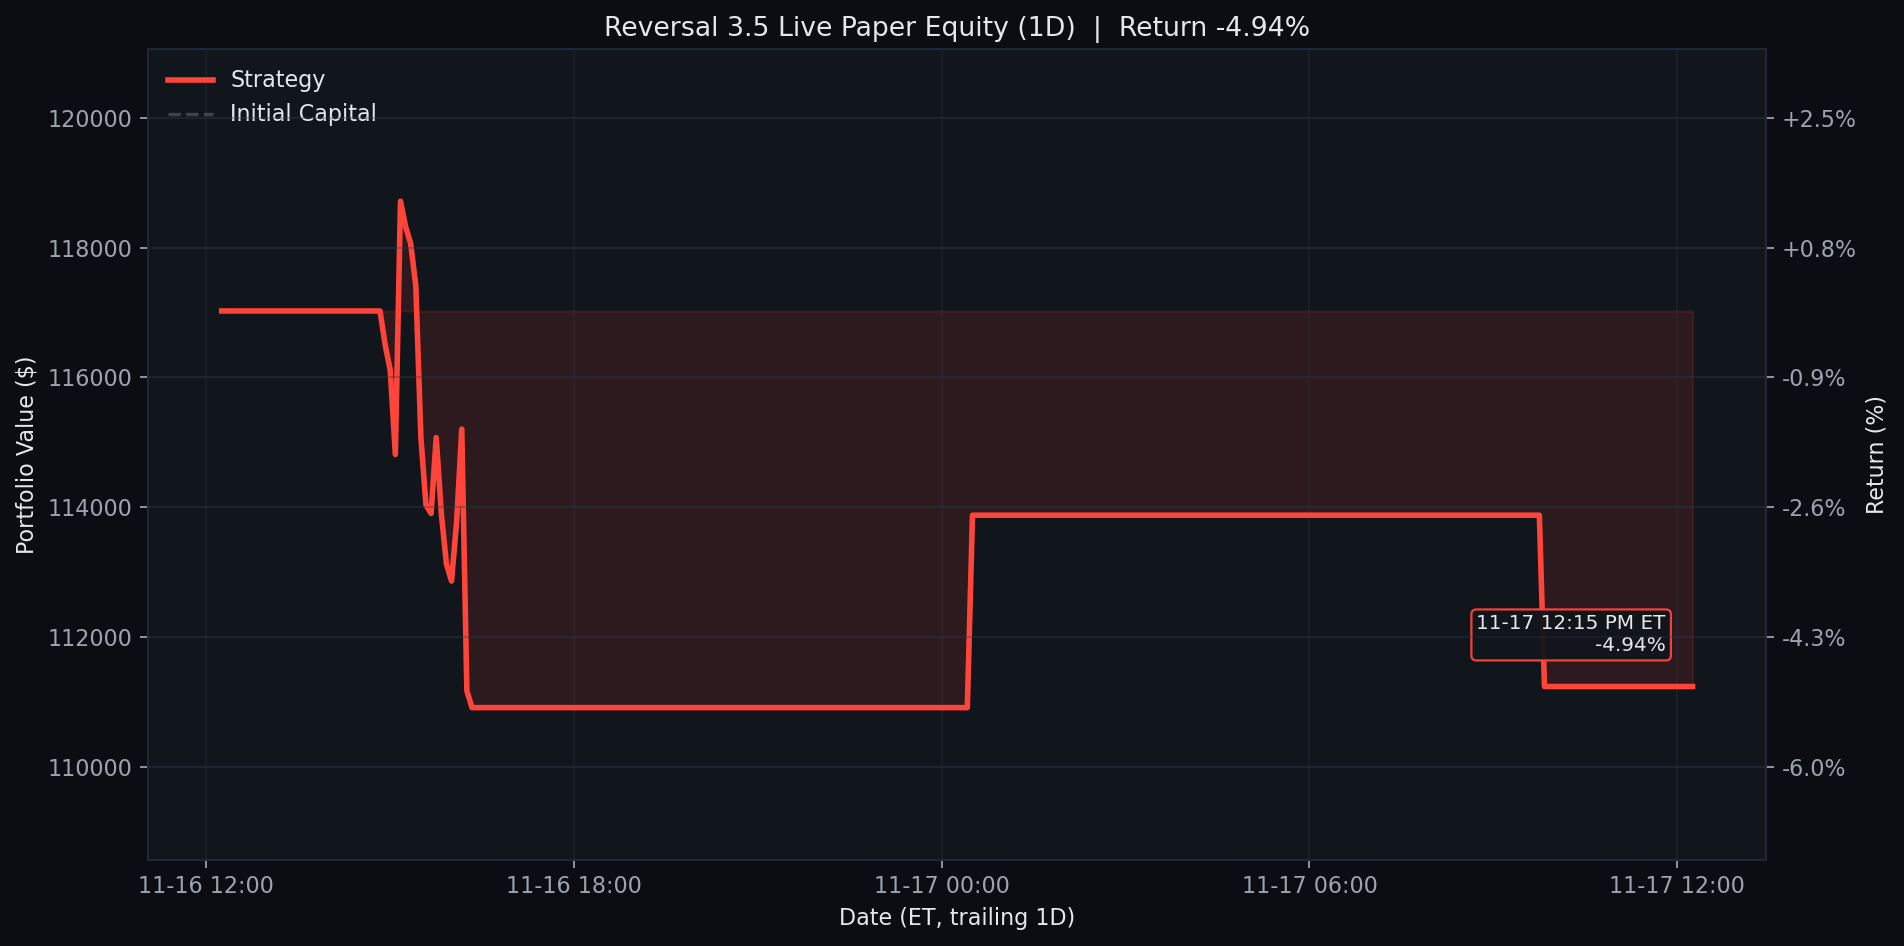 Reversal 3.5 Live Paper Equity (1D)  |  Return -4.94%
Strategy
Initial Capital
120000
118000
116000
114000
112000
110000
Portfolio Value ($)
+2.5%
+0.8%
-0.9%
-2.6%
-4.3%
-6.0%
Return (%)
11-17 12:15 PM ET
-4.94%
11-16 12:00
11-16 18:00
11-17 00:00
11-17 06:00
11-17 12:00
Date (ET, trailing 1D)